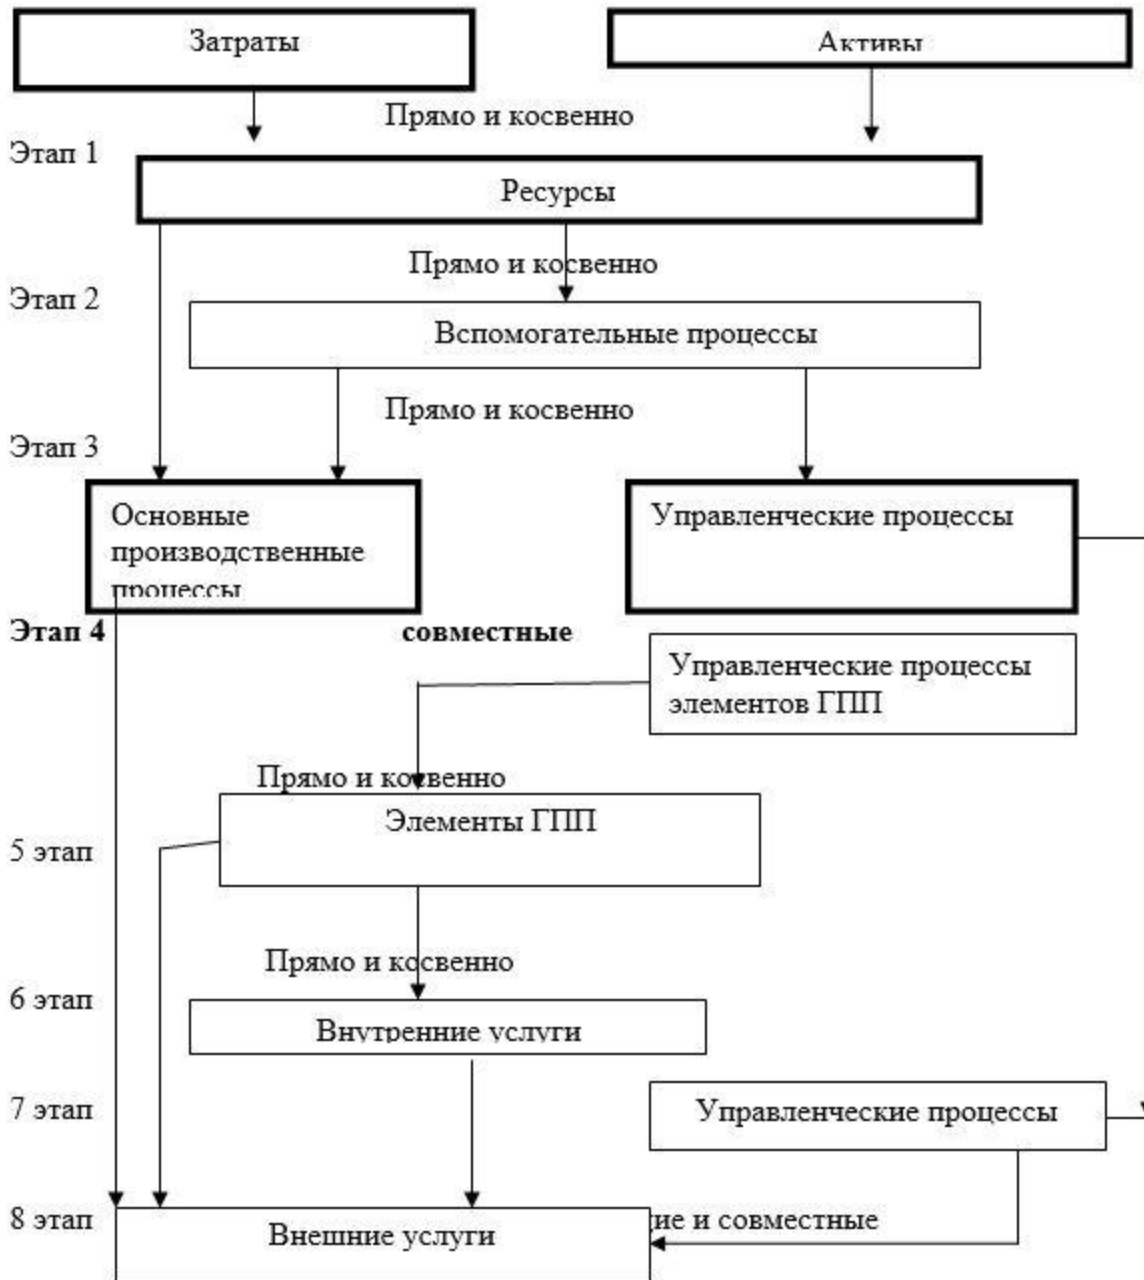 Затраты
Активы
Прямо и косвенно
Этап 1
Ресурсы
Прямо и косвенно
Этап 2
Вспомогательные процессы
Прямо и косвенно
Этап 3
Основные
производственные
процессы
Управленческие процессы
Этап 4
совместные
Управленческие процессы
элементов ГПП
Прямо и косвенно
Элементы ГПП
5 этап
Прямо и косвенно
6 этап
Внутренние услуги
7 этап
Управленческие процессы
8 этап
Внешние услуги
и совместные